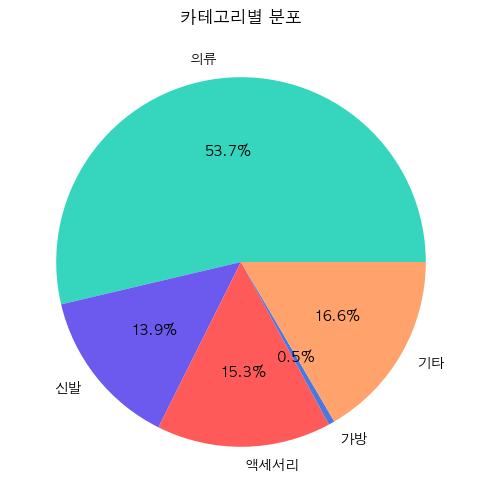 카테고리별 분포
의류
53.7%
13.9%
신발
15.3%
액세서리
0.5%
가방
16.6%
기타